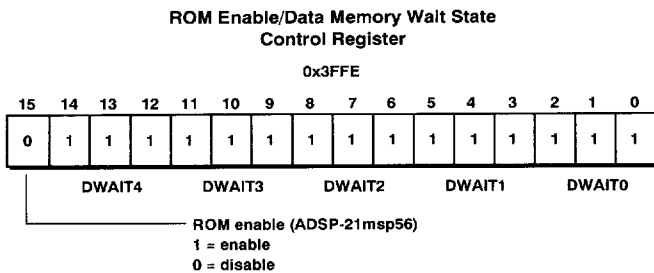 ROM Enable/Data Memory Wait State
Control Register
0x3FFE
15 14 13 12 11 10 9 8 7 6 5 4 3 2 1 0
0 1 1 1 1 1 1 1 1 1 1 1 1 1 1 1
DWAIT4 DWAIT3 DWAIT2 DWAIT1 DWAIT0
ROM enable (ADSP-21msp56)
1 = enable
0 = disable